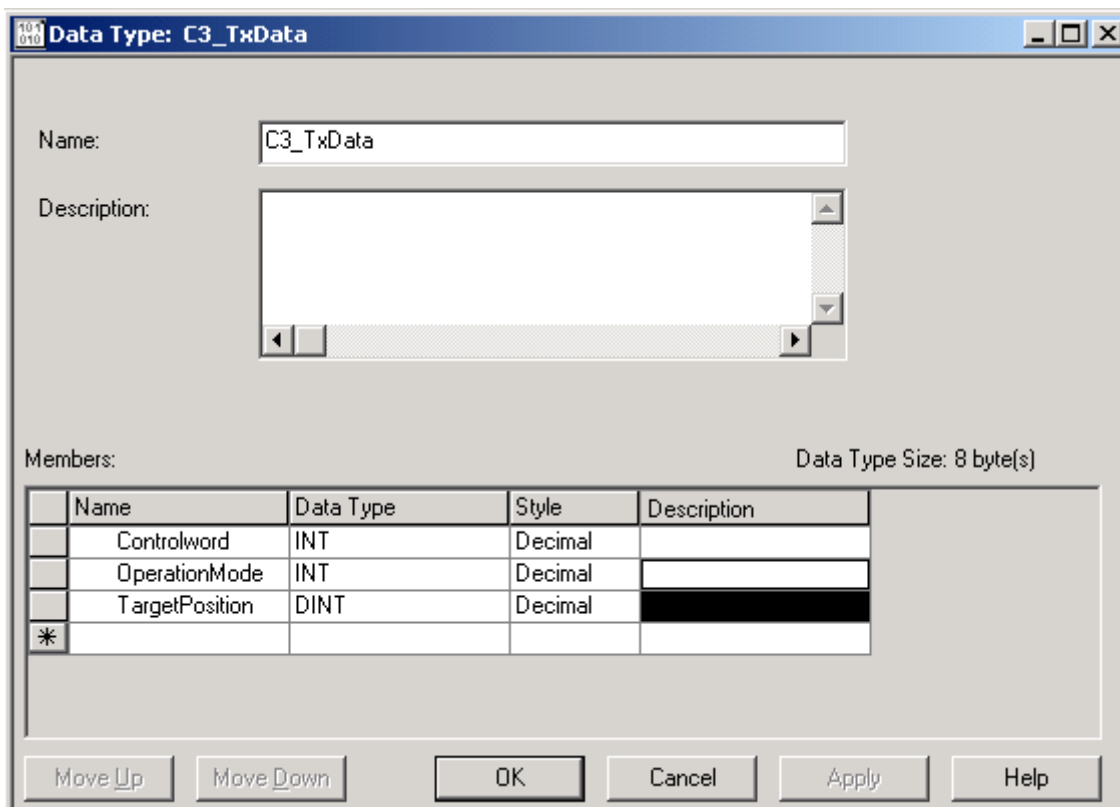 Data Type: C3_TxData
Name:
C3_TxData
Description:
Members:
Data Type Size: 8 byte(s)
Name Data Type Style Description
Controlword INT Decimal
OperationMode INT Decimal
TargetPosition DINT Decimal
Move Up Move Down OK Cancel Apply Help